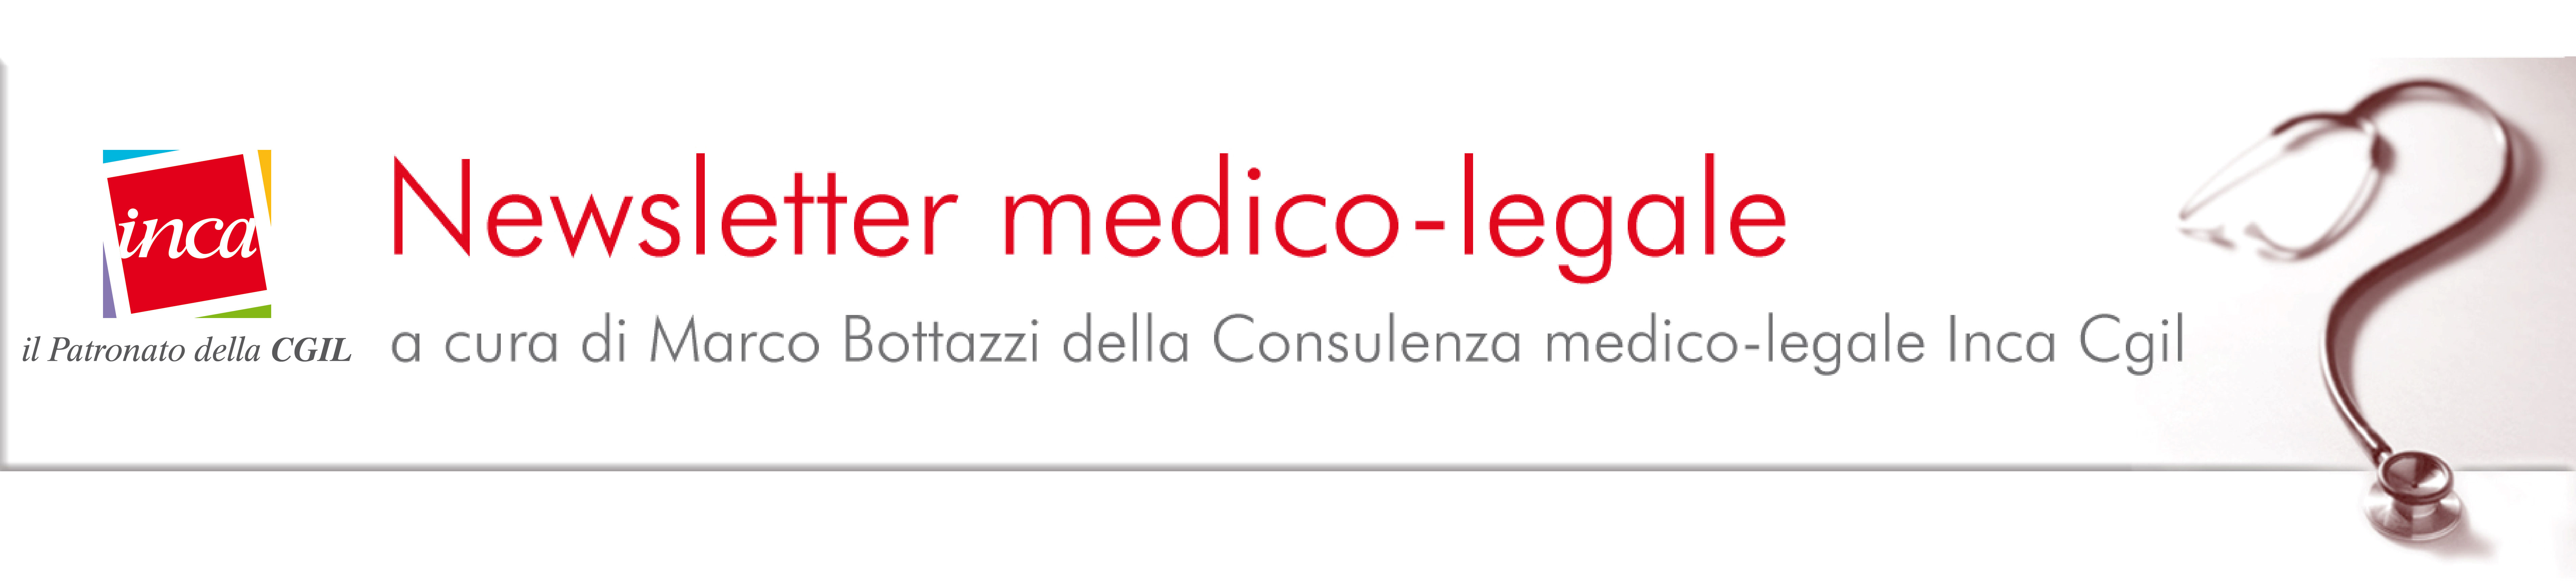 inca
il Patronato della CGIL
Newsletter medico-legale
a cura di Marco Bottazzi della Consulenza medico-legale Inca Cgil